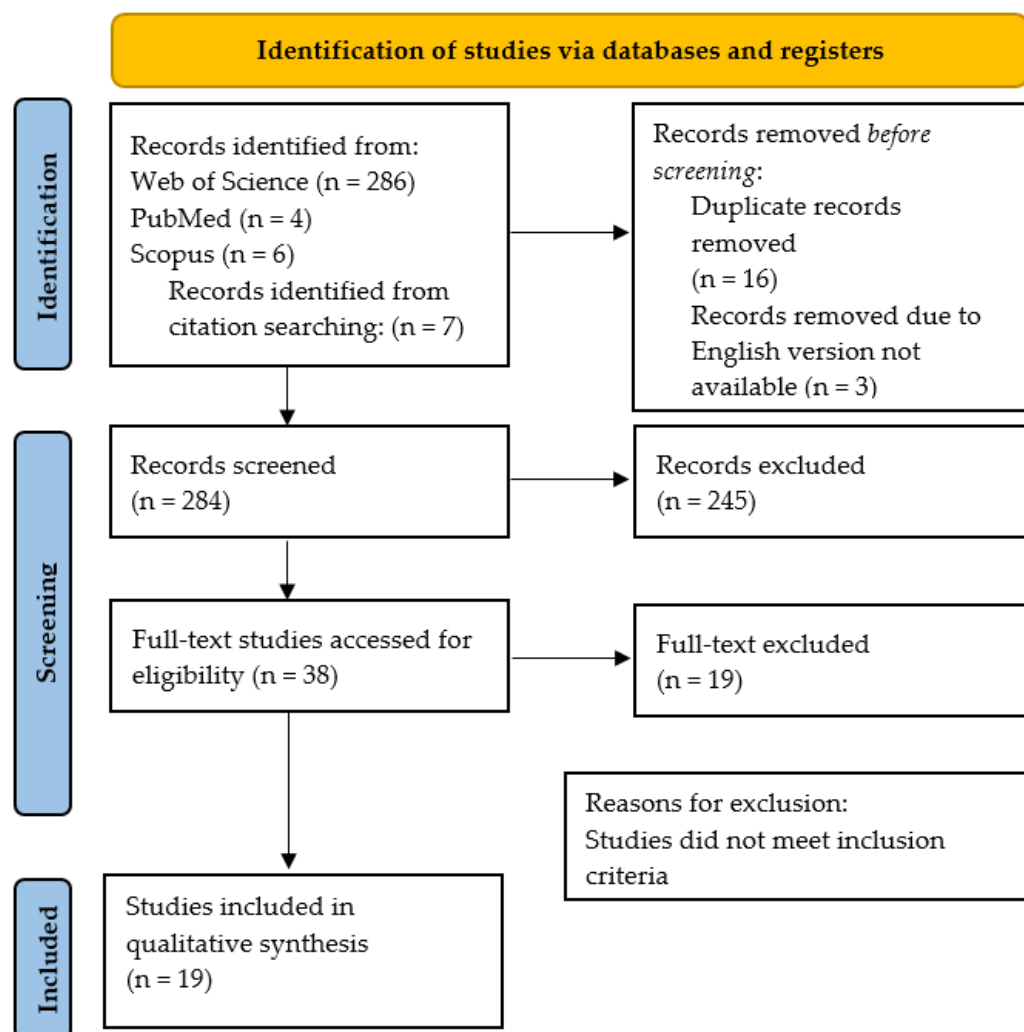 Identification of studies via databases and registers
Identification
Records identified from:
Web of Science (n = 286)
PubMed (n = 4)
Scopus (n = 6)
Records identified from
citation searching: (n = 7)
Records removed before
screening:
Duplicate records
removed
(n = 16)
Records removed due to
English version not
available (n = 3)
Screening
Records screened
(n = 284)
Records excluded
(n = 245)
Full-text studies accessed for
eligibility (n = 38)
Full-text excluded
(n = 19)
Reasons for exclusion:
Studies did not meet inclusion
criteria
Included
Studies included in
qualitative synthesis
(n = 19)